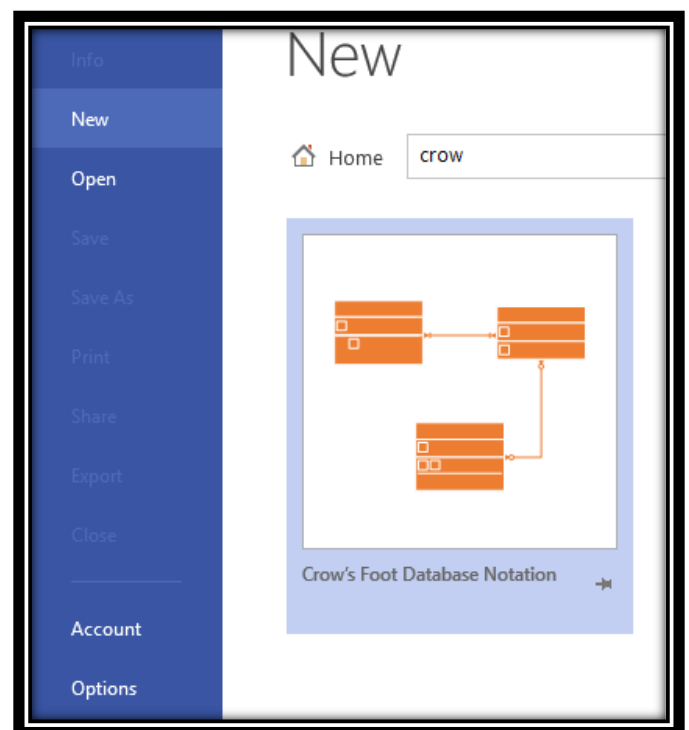 Info
New
Open
Save
Save As
Print
Share
Export
Close
Account
Options
New
Home
crow
Crow's Foot Database Notation